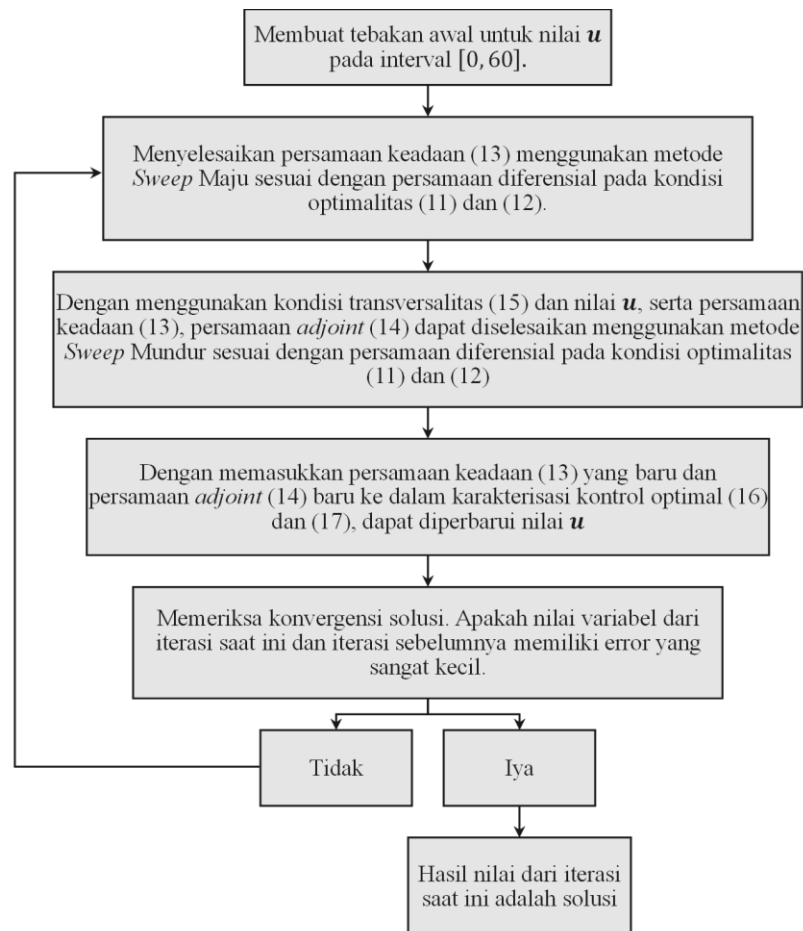 Membuat tebakan awal untuk nilai u
pada interval [0, 60].
Menyelesaikan persamaan keadaan (13) menggunakan metode
Sweep Maju sesuai dengan persamaan diferensial pada kondisi
optimalitas (11) dan (12).
Dengan menggunakan kondisi transversalitas (15) dan nilai u, serta persamaan
keadaan (13), persamaan adjoint (14) dapat diselesaikan menggunakan metode
Sweep Mundur sesuai dengan persamaan diferensial pada kondisi optimalitas
(11) dan (12)
Dengan memasukkan persamaan keadaan (13) yang baru dan
persamaan adjoint (14) baru ke dalam karakterisasi kontrol optimal (16)
dan (17), dapat diperbarui nilai u
Memeriksa konvergensi solusi. Apakah nilai variabel dari
iterasi saat ini dan iterasi sebelumnya memiliki error yang
sangat kecil.
Tidak
Iya
Hasil nilai dari iterasi
saat ini adalah solusi